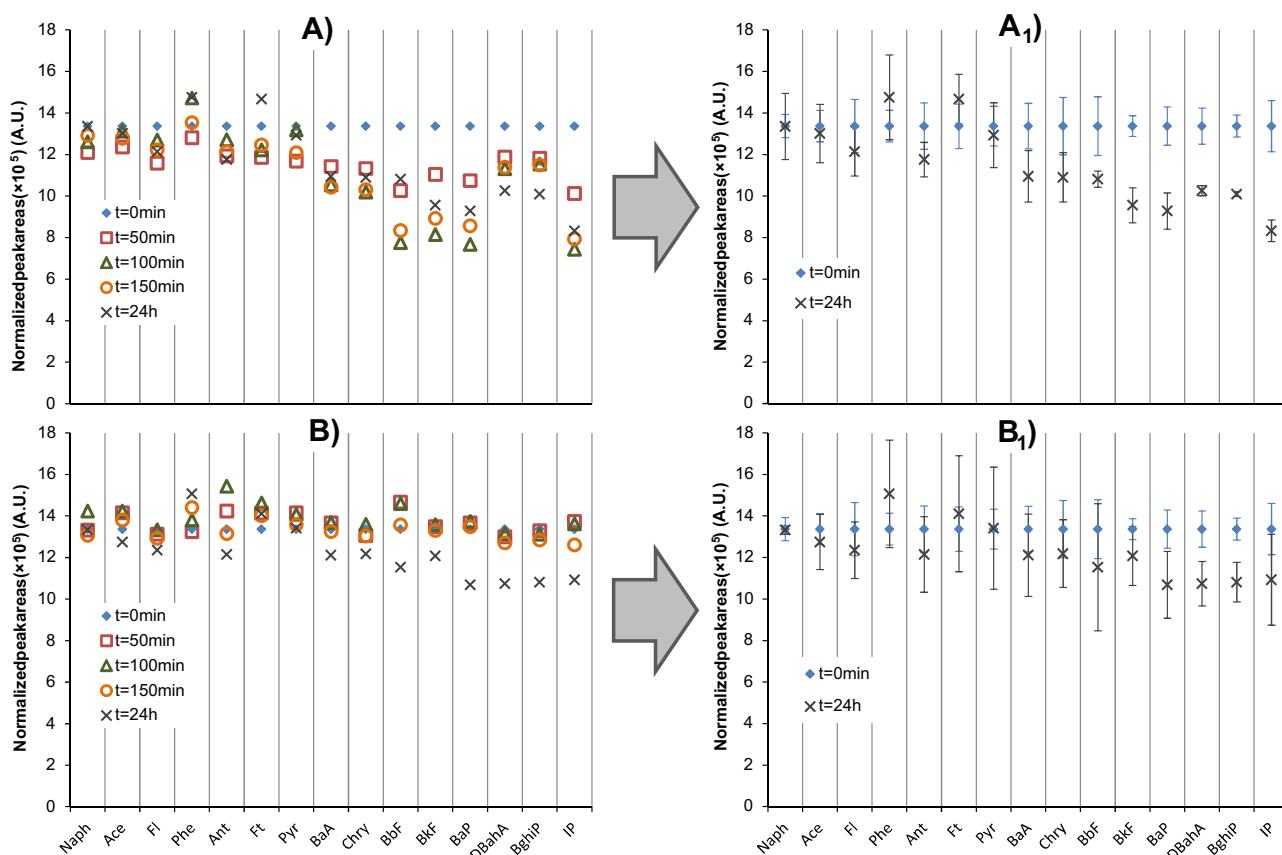 A)
Normalizedpeakareas(×10⁵) (A.U.)
18
16
14
12
10
8
6
4
2
0
t=0min
t=50min
t=100min
t=150min
t=24h
A₁)
Normalizedpeakareas(×10⁵) (A.U.)
18
16
14
12
10
8
6
4
2
0
t=0min
t=24h
B)
Normalizedpeakareas(×10⁵) (A.U.)
18
16
14
12
10
8
6
4
2
0
t=0min
t=50min
t=100min
t=150min
t=24h
Naph Ace Fl Phe Ant Ft Pyr BaA Chry BbF BkF BaP DBahA BghiP IP
B₁)
Normalizedpeakareas(×10⁵) (A.U.)
18
16
14
12
10
8
6
4
2
0
t=0min
t=24h
Naph Ace Fl Phe Ant Ft Pyr BaA Chry BbF BkF BaP DBahA BghiP IP